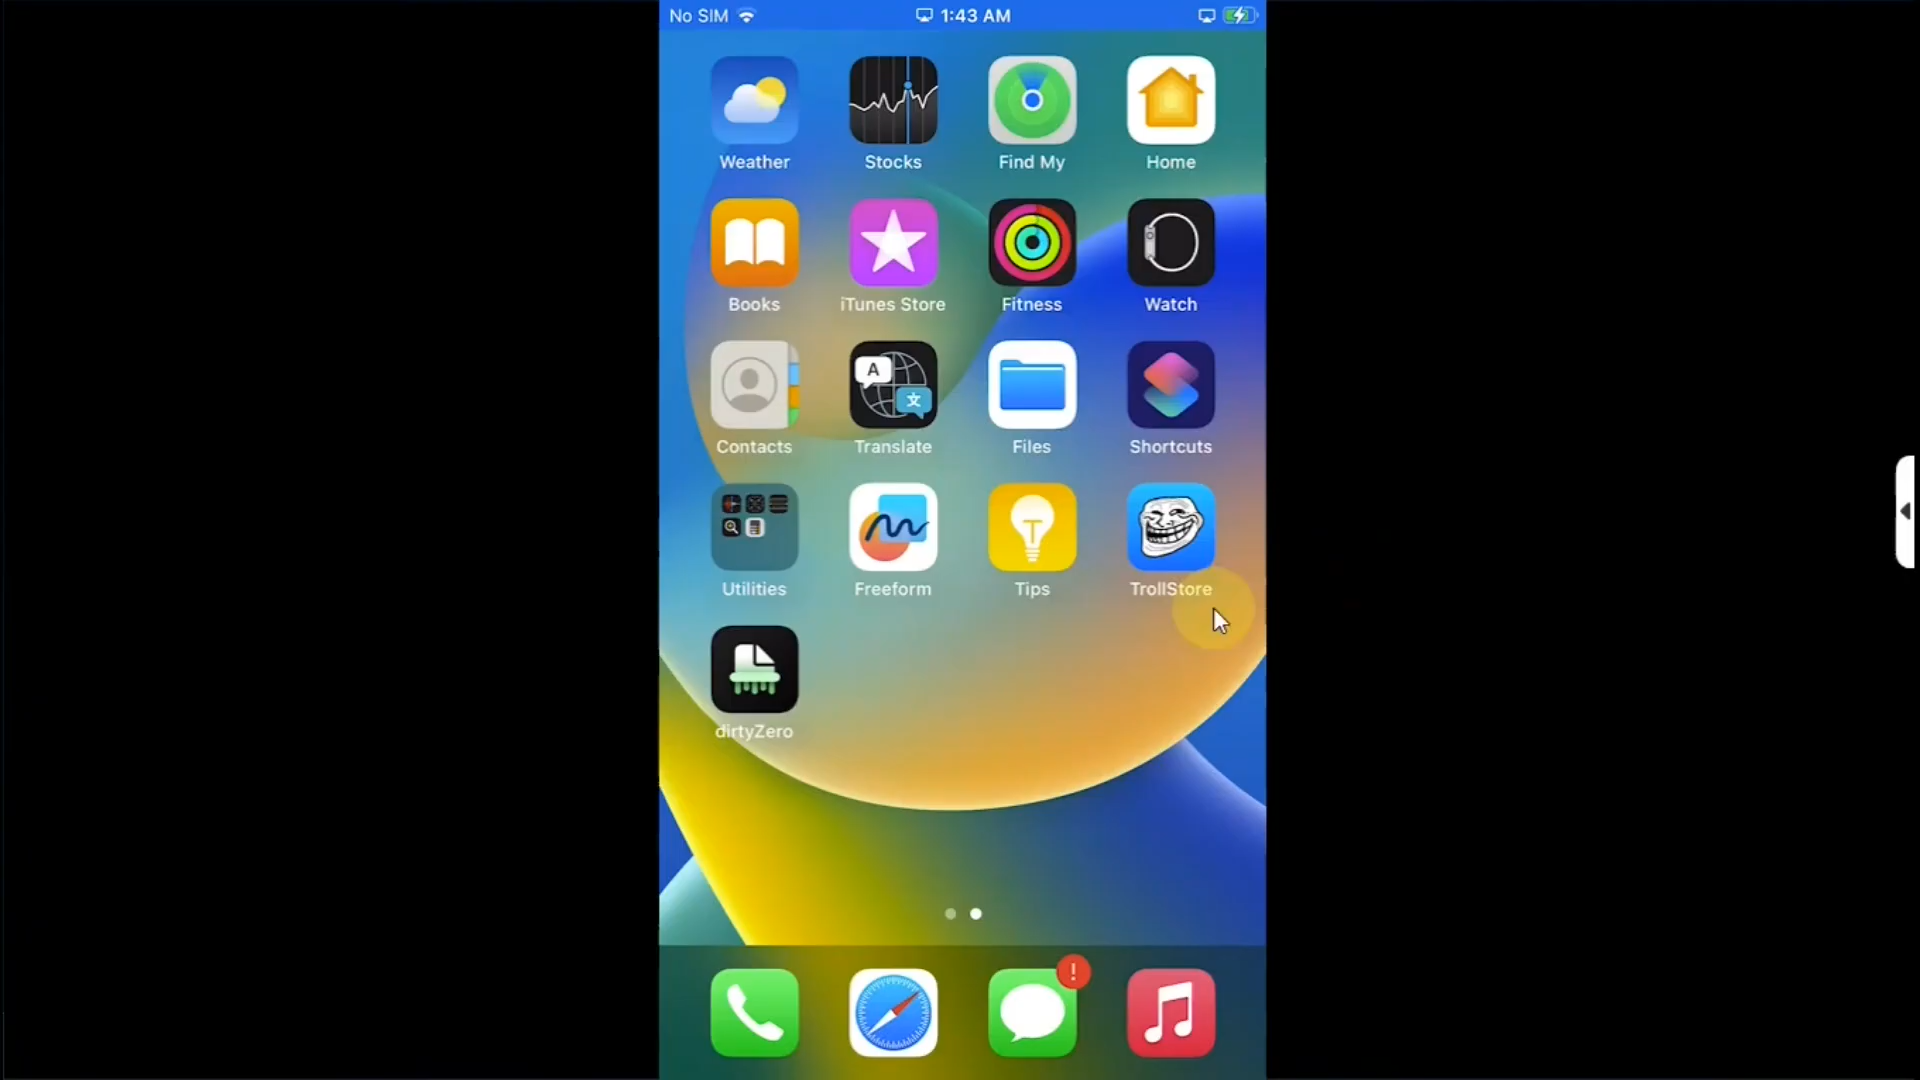 No SIM 1:43 AM
Weather Stocks Find My Home
Books iTunes Store Fitness Watch
A 文
Contacts Translate Files Shortcuts
T
Utilities Freeform Tips TrollStore
dirtyZero
!